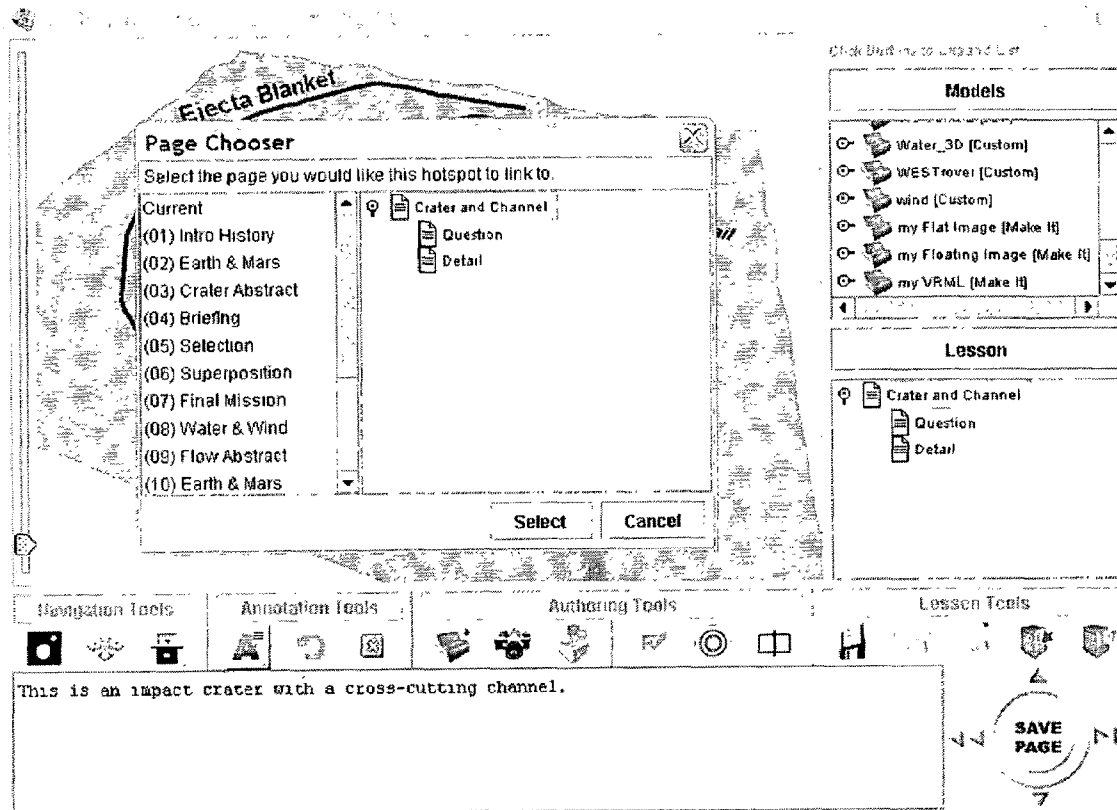 Click Buttons to Expand List
Ejecta Blanket
Models
Water_3D [Custom]
WESTrover [Custom]
wind [Custom]
my Flat Image [Make It]
my Floating Image [Make It]
my VRML [Make It]
Page Chooser
Select the page you would like this hotspot to link to.
Current
(01) Intro History
(02) Earth & Mars
(03) Crater Abstract
(04) Briefing
(05) Selection
(06) Superposition
(07) Final Mission
(08) Water & Wind
(09) Flow Abstract
(10) Earth & Mars
Crater and Channel
Question
Detail
Select
Cancel
Lesson
Crater and Channel
Question
Detail
Navigation Tools
Annotation Tools
Authoring Tools
Lesson Tools
This is an impact crater with a cross-cutting channel.
SAVE
PAGE